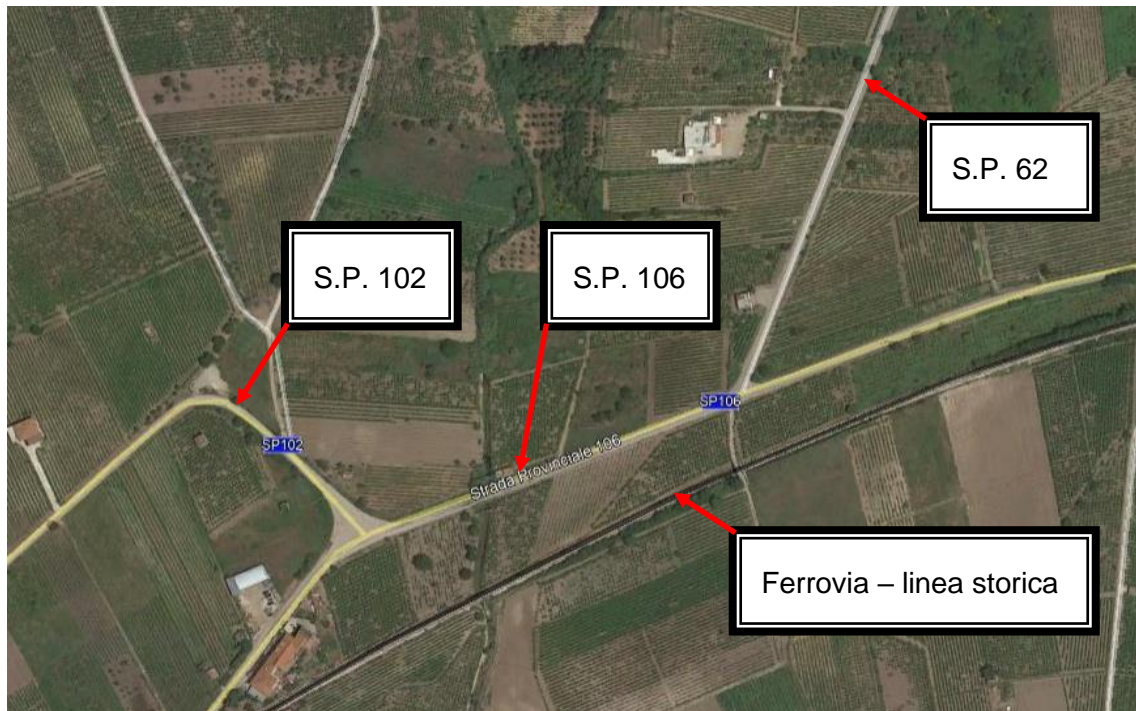 S.P. 62
S.P. 102
S.P. 106
SP106
SP102
Strada Provinciale 106
Ferrovia – linea storica